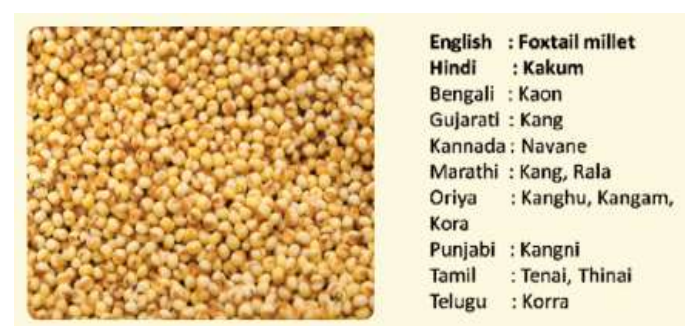 English : Foxtail millet
Hindi : Kakum
Bengali : Kaon
Gujarati : Kang
Kannada : Navane
Marathi : Kang, Rala
Oriya : Kanghu, Kangam,
Kora
Punjabi : Kangni
Tamil : Tenai, Thinai
Telugu : Korra